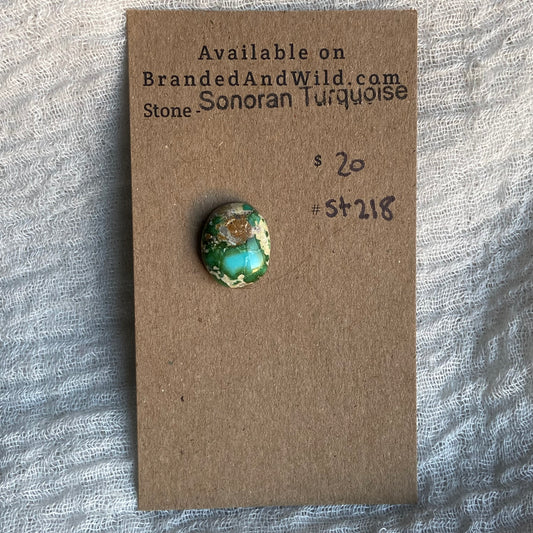 Available on
BrandedAndWild.com
Stone - Sonoran Turquoise
$ 20
# St218